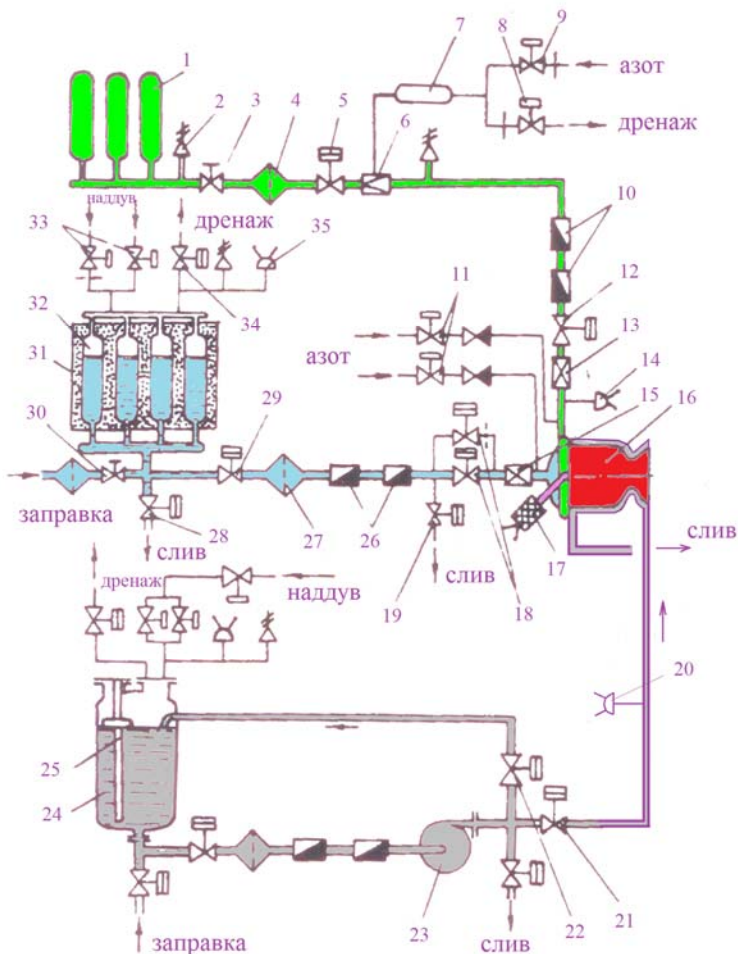 1
2
3
4
5
6
7
8
9
азот
дренаж
наддув
33
дренаж
35
10
32
34
11
12
31
азот
13
14
30
29
15
16
заправка
28
27
26
слив
17
слив
19
слив
18
дренаж
наддув
20
25
24
23
22
21
заправка
слив